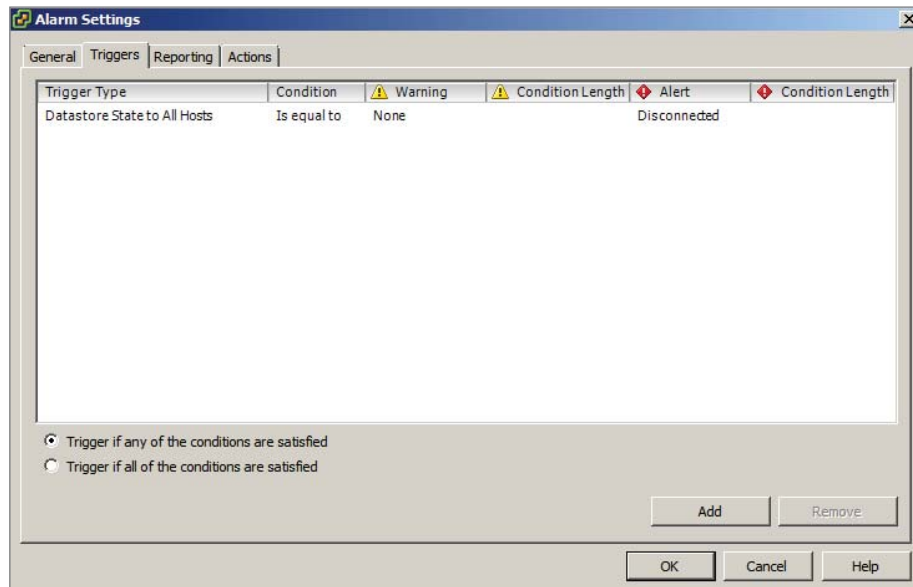 Alarm Settings
General Triggers Reporting Actions
Trigger Type Condition Warning Condition Length Alert Condition Length
Datastore State to All Hosts Is equal to None Disconnected
Trigger if any of the conditions are satisfied
Trigger if all of the conditions are satisfied
Add Remove
OK Cancel Help